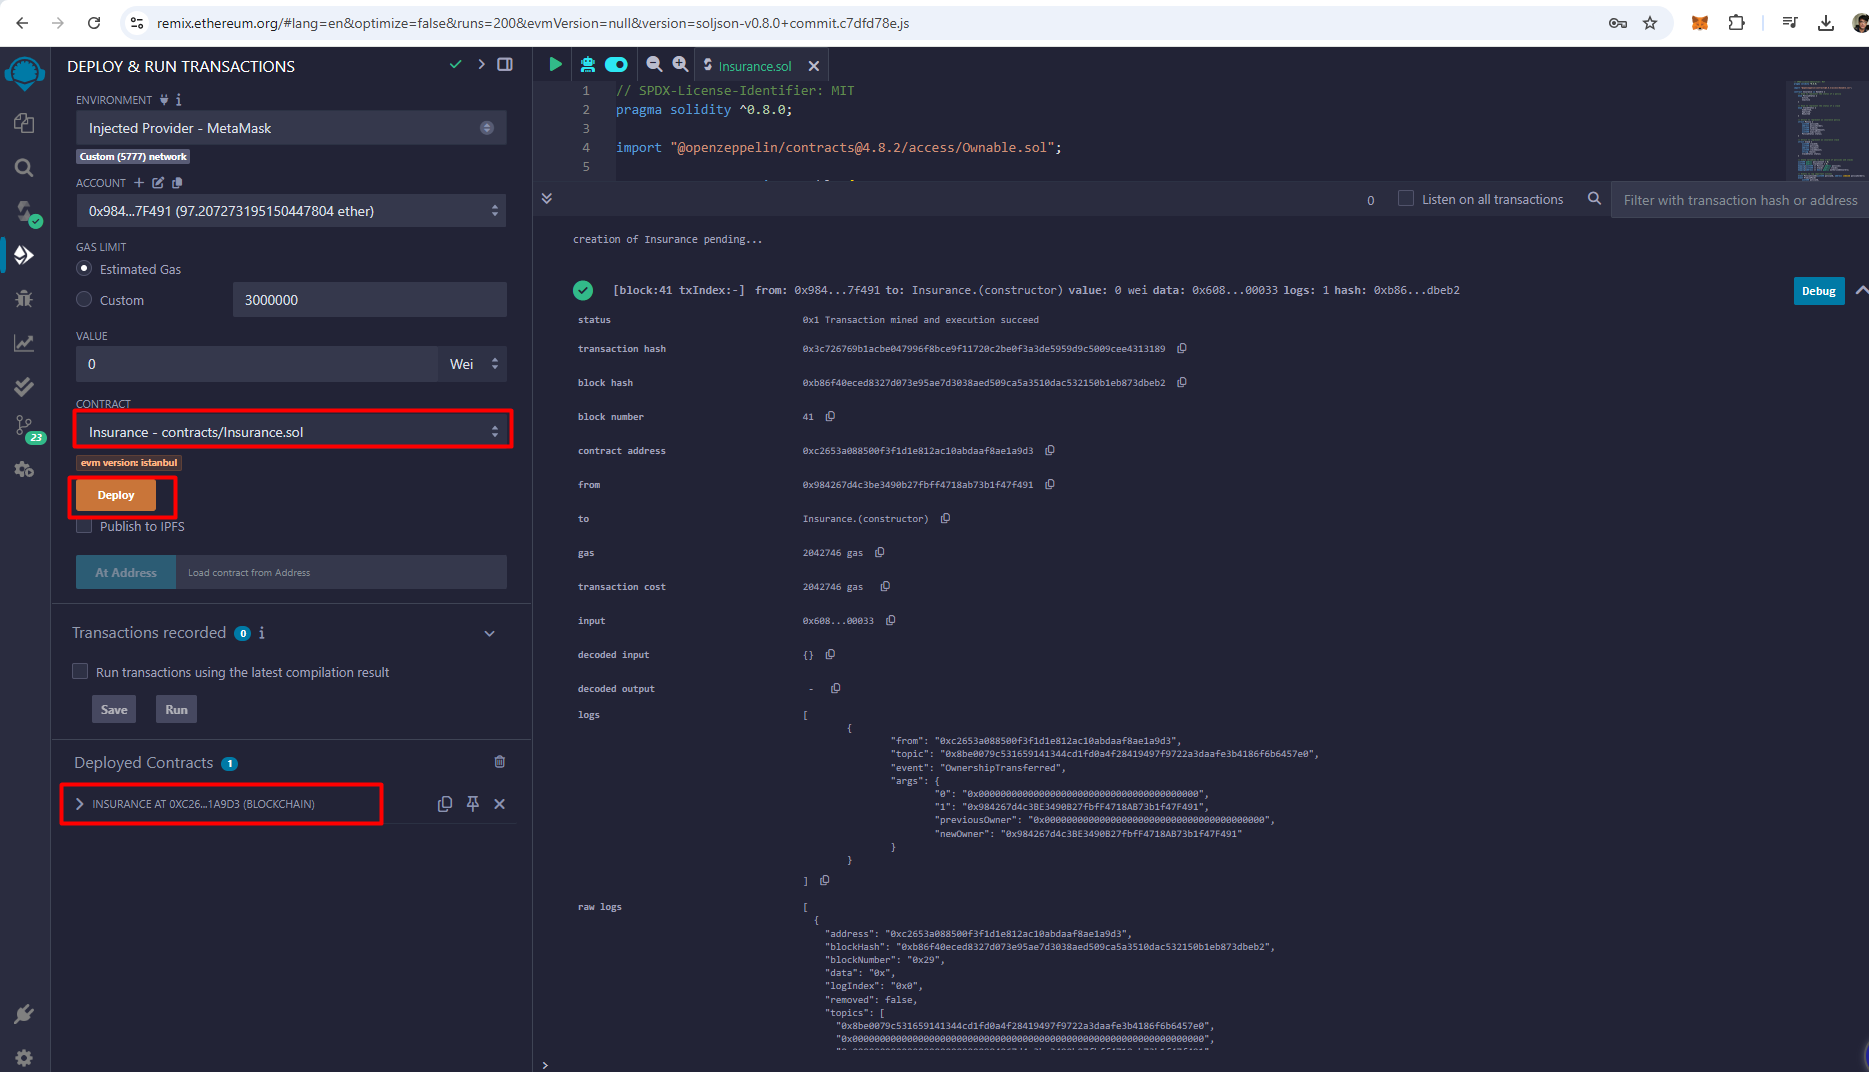 remix.ethereum.org/#lang=en&optimize=false&runs=200&evmVersion=null&version=soljson-v0.8.0+commit.c7dfd78e.js
DEPLOY & RUN TRANSACTIONS
ENVIRONMENT
Injected Provider - MetaMask
Custom (5777) network
ACCOUNT
0x984...7F491 (97.207273195150447804 ether)
GAS LIMIT
Estimated Gas
Custom
3000000
VALUE
0
Wei
CONTRACT
Insurance - contracts/Insurance.sol
evm version: istanbul
Deploy
Publish to IPFS
At Address
Load contract from Address
Transactions recorded 0
Run transactions using the latest compilation result
Save
Run
Deployed Contracts 1
INSURANCE AT 0XC26...1A9D3 (BLOCKCHAIN)
23
Insurance.sol
1 // SPDX-License-Identifier: MIT
2 pragma solidity ^0.8.0;
3
4 import "@openzeppelin/contracts@4.8.2/access/Ownable.sol";
5
0
Listen on all transactions
Filter with transaction hash or address
creation of Insurance pending...
[block:41 txIndex:-] from: 0x984...7f491 to: Insurance.(constructor) value: 0 wei data: 0x608...00033 logs: 1 hash: 0xb86...dbeb2
Debug
status 0x1 Transaction mined and execution succeed
transaction hash 0x3c726769b1acbe047996f8bce9f11720c2be0f3a3de5959d9c5009cee4313189
block hash 0xb86f40eced8327d073e95ae7d3038aed509ca5a3510dac532150b1eb873dbeb2
block number 41
contract address 0xc2653a088500f3f1d1e812ac10abdaaf8ae1a9d3
from 0x984267d4c3be3490b27fbff4718ab73b1f47f491
to Insurance.(constructor)
gas 2042746 gas
transaction cost 2042746 gas
input 0x608...00033
decoded input {}
decoded output -
logs [
{
"from": "0xc2653a088500f3f1d1e812ac10abdaaf8ae1a9d3",
"topic": "0x8be0079c531659141344cd1fd0a4f28419497f9722a3daafe3b4186f6b6457e0",
"event": "OwnershipTransferred",
"args": {
"0": "0x0000000000000000000000000000000000000000",
"1": "0x984267d4c3BE3490B27fbfF4718AB73b1f47F491",
"previousOwner": "0x0000000000000000000000000000000000000000",
"newOwner": "0x984267d4c3BE3490B27fbfF4718AB73b1f47F491"
}
}
]
raw logs [
{
"address": "0xc2653a088500f3f1d1e812ac10abdaaf8ae1a9d3",
"blockHash": "0xb86f40eced8327d073e95ae7d3038aed509ca5a3510dac532150b1eb873dbeb2",
"blockNumber": "0x29",
"data": "0x",
"logIndex": "0x0",
"removed": false,
"topics": [
"0x8be0079c531659141344cd1fd0a4f28419497f9722a3daafe3b4186f6b6457e0",
"0x0000000000000000000000000000000000000000000000000000000000000000",
>